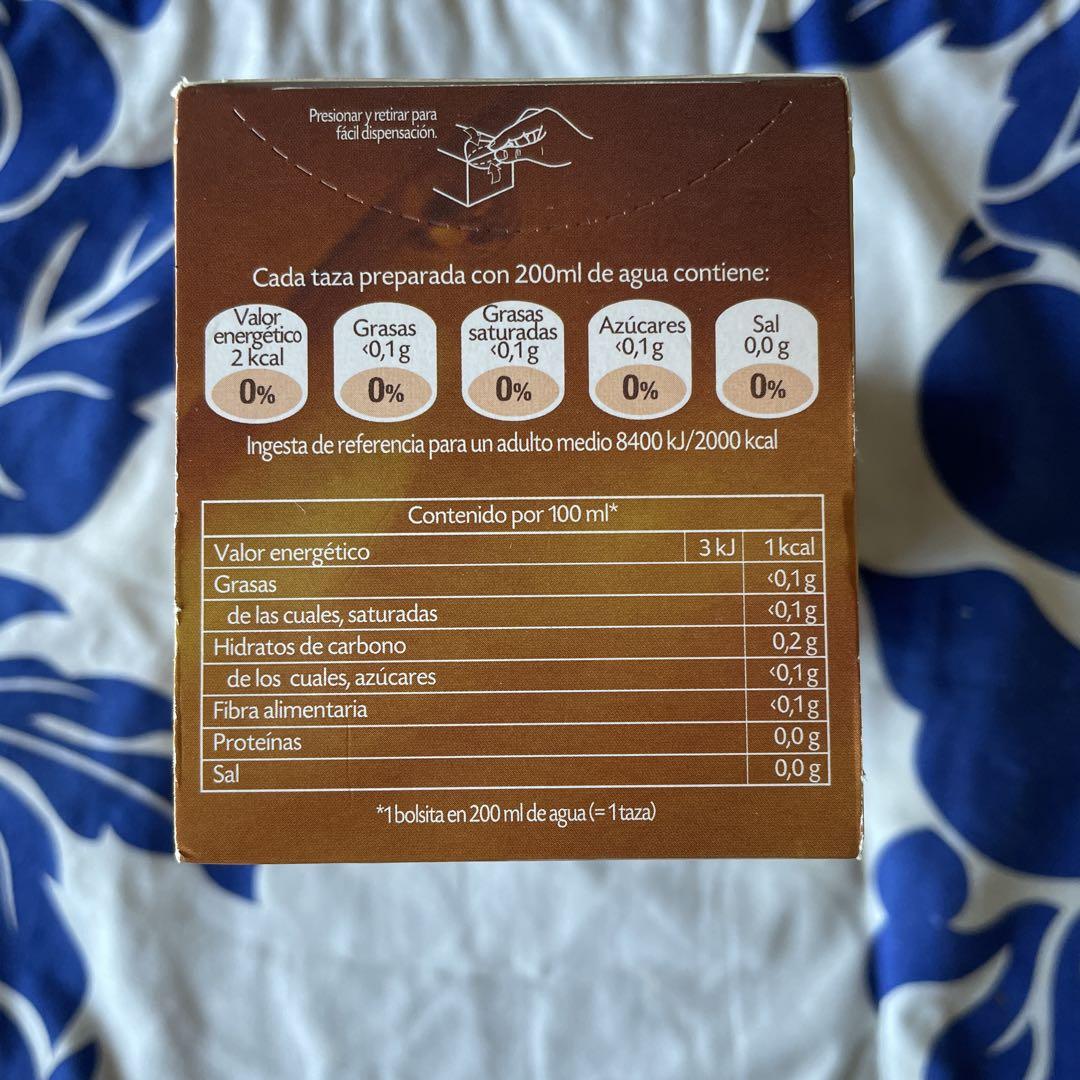 Presionar y retirar para
fácil dispensación.
Cada taza preparada con 200ml de agua contiene:
Valor
energético
2 kcal
0%
Grasas
<0,1 g
0%
Grasas
saturadas
<0,1 g
0%
Azúcares
<0,1 g
0%
Sal
0,0 g
0%
Ingesta de referencia para un adulto medio 8400 kJ/2000 kcal
Contenido por 100 ml*
Valor energético 3 kJ 1 kcal
Grasas <0,1 g
de las cuales, saturadas <0,1 g
Hidratos de carbono 0,2 g
de los cuales, azúcares <0,1 g
Fibra alimentaria <0,1 g
Proteínas 0,0 g
Sal 0,0 g
*1 bolsita en 200 ml de agua (= 1 taza)